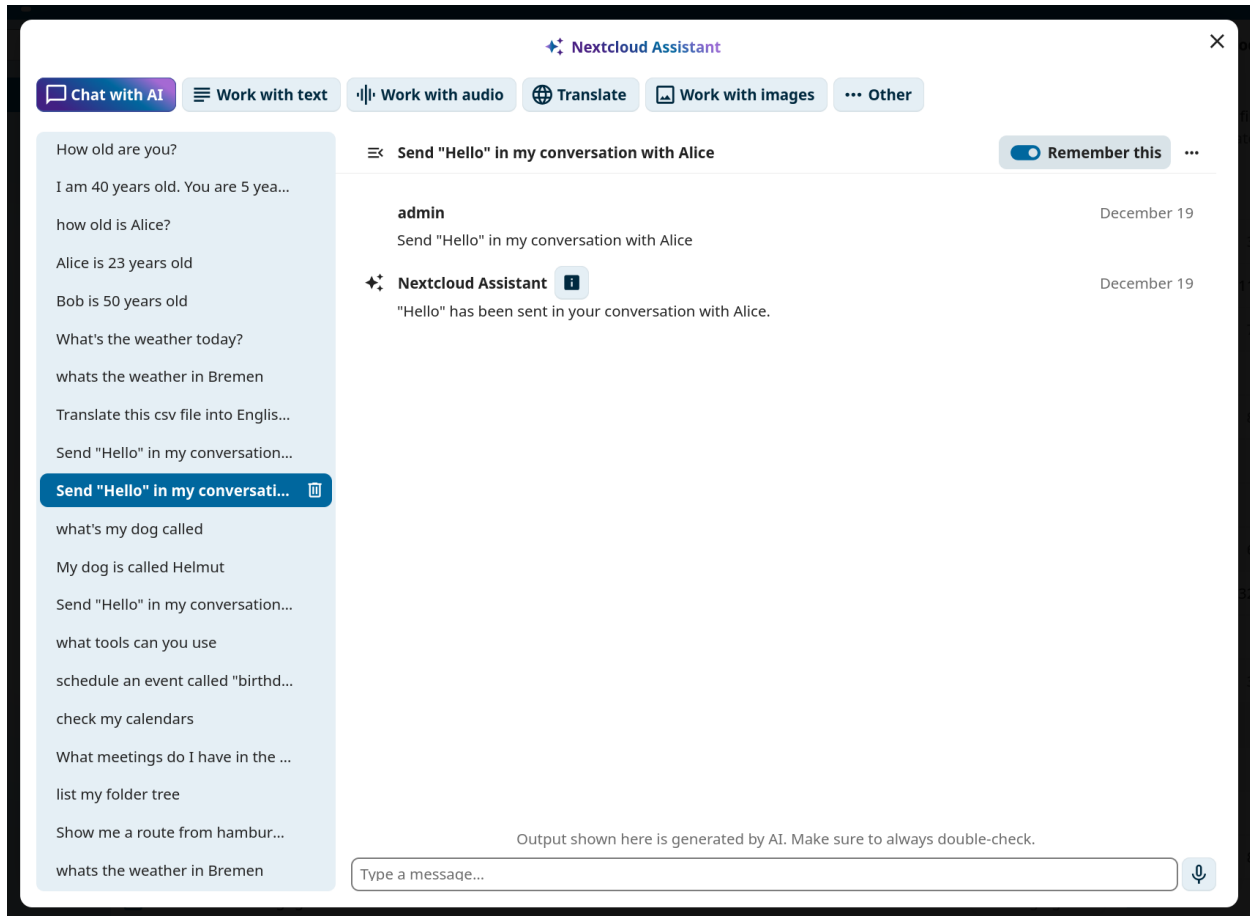 Nextcloud Assistant
Chat with AI
Work with text
Work with audio
Translate
Work with images
Other
How old are you?
I am 40 years old. You are 5 yea...
how old is Alice?
Alice is 23 years old
Bob is 50 years old
What's the weather today?
whats the weather in Bremen
Translate this csv file into Englis...
Send "Hello" in my conversation...
Send "Hello" in my conversati...
what's my dog called
My dog is called Helmut
Send "Hello" in my conversation...
what tools can you use
schedule an event called "birthd...
check my calendars
What meetings do I have in the ...
list my folder tree
Show me a route from hambur...
whats the weather in Bremen
Send "Hello" in my conversation with Alice
Remember this
admin
December 19
Send "Hello" in my conversation with Alice
Nextcloud Assistant
December 19
"Hello" has been sent in your conversation with Alice.
Output shown here is generated by AI. Make sure to always double-check.
Type a message...